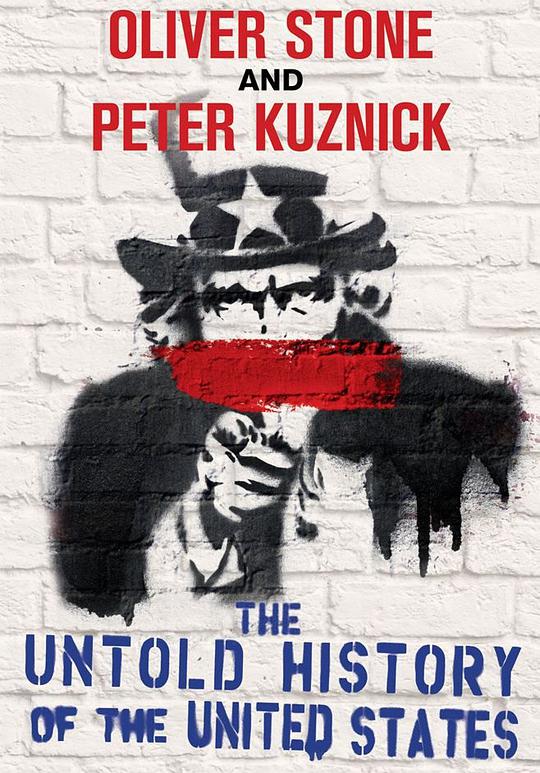 OLIVER STONE
AND
PETER KUZNICK
THE
UNTOLD HISTORY
OF THE UNITED STATES